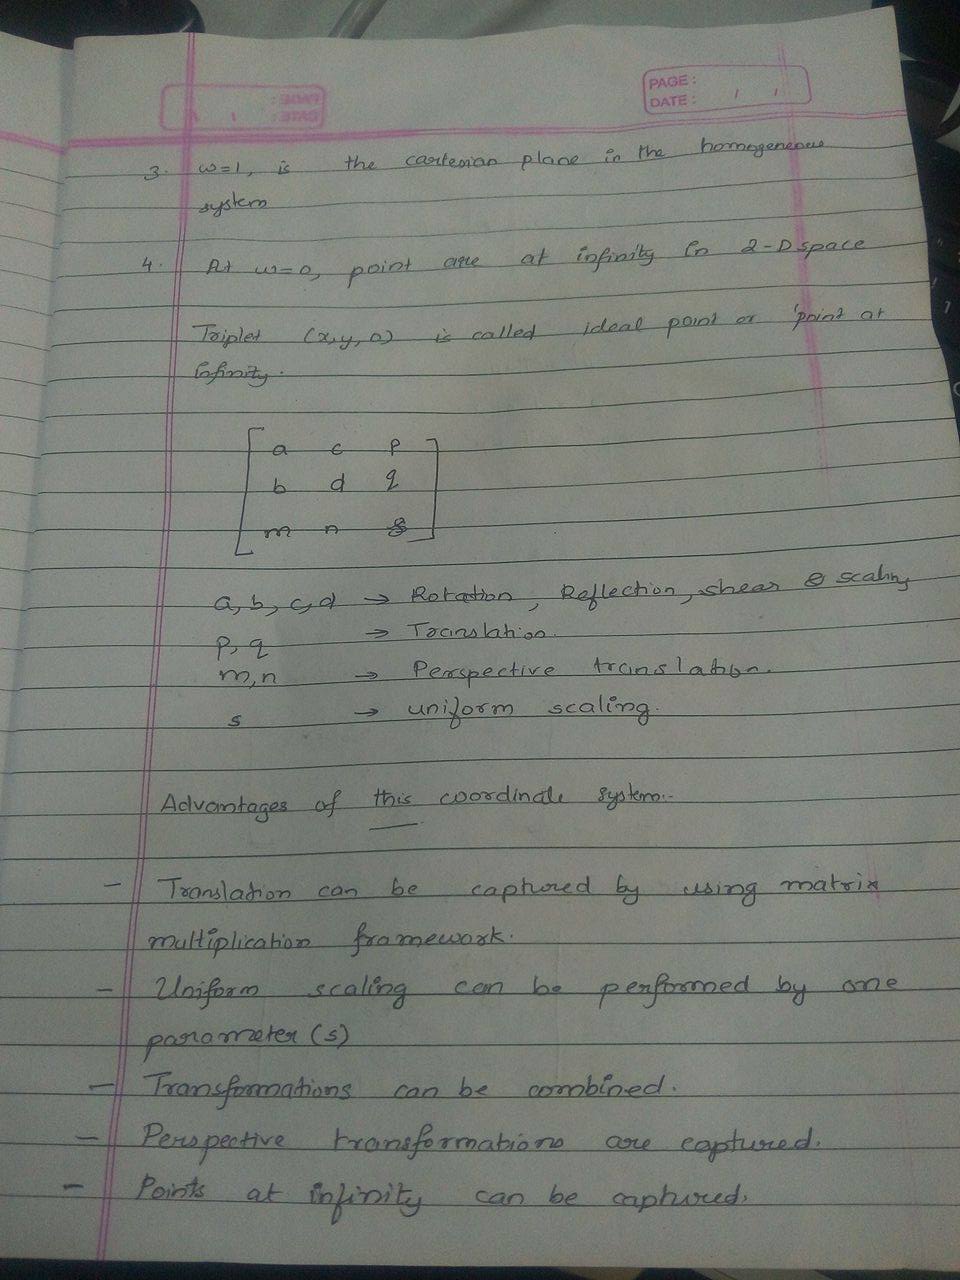 PAGE :
DATE : / /
3. w=1, is the cartesian plane in the homogeneous
system
4. At w=0, point are at infinity in 2-D space
Triplet (x,y,0) is called ideal point or 'point at
infinity.
a c p
b d q
m n s
a, b, c, d → Rotation, Reflection, shear & scaling
p, q → Translation.
m,n → Perspective translation.
s → uniform scaling.
Advantages of this coordinate system:-
- Translation can be captured by using matrix
multiplication framework.
- Uniform scaling can be performed by one
parameter (s)
- Transformations can be combined.
- Perspective transformations are captured.
- Points at infinity can be captured.